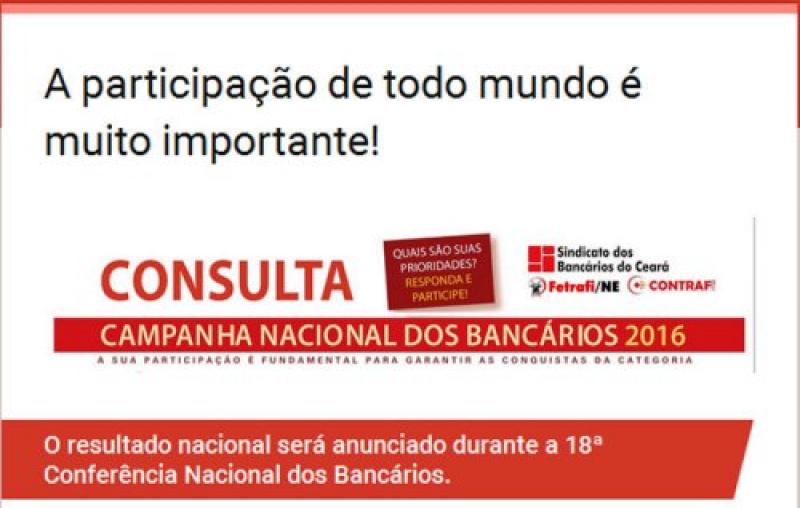 A participação de todo mundo é
muito importante!
CONSULTA
QUAIS SÃO SUAS
PRIORIDADES?
RESPONDA E
PARTICIPE!
Sindicato dos
Bancários do Ceará
Fetrafi/NE
CONTRAF
CAMPANHA NACIONAL DOS BANCÁRIOS 2016
A SUA PARTICIPAÇÃO É FUNDAMENTAL PARA GARANTIR AS CONQUISTAS DA CATEGORIA
O resultado nacional será anunciado durante a 18ª
Conferência Nacional dos Bancários.